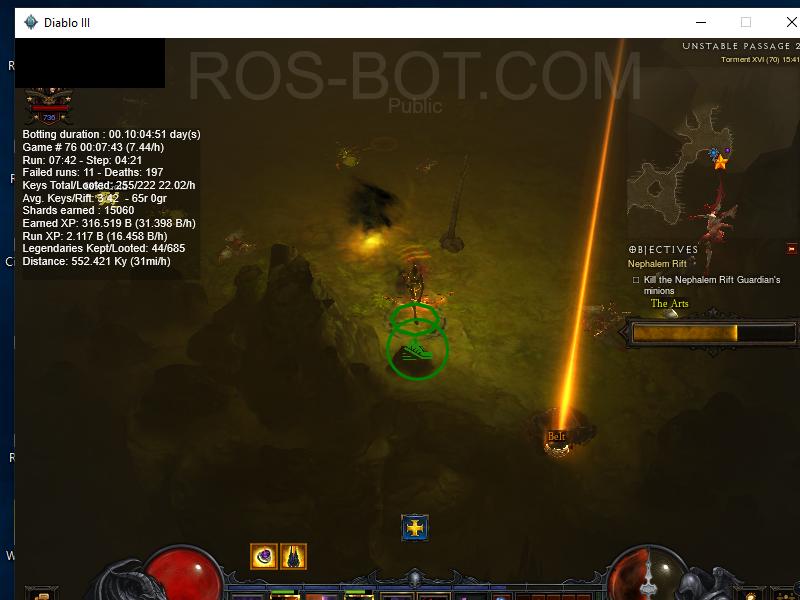 Diablo III
ROS-BOT.COM
Public
UNSTABLE PASSAGE 2
Torment XVI (70) 15:41
736
Botting duration : 00.10:04:51 day(s)
Game # 76 00:07:43 (7.44/h)
Run: 07:42 - Step: 04:21
Failed runs: 11 - Deaths: 197
Keys Total/Looted: 255/222 22.02/h
Avg. Keys/Rift: 3.42 - 65r 0gr
Shards earned : 15060
Earned XP: 316.519 B (31.398 B/h)
Run XP: 2.117 B (16.458 B/h)
Legendaries Kept/Looted: 44/685
Distance: 552.421 Ky (31mi/h)
OBJECTIVES
Nephalem Rift
Kill the Nephalem Rift Guardian's
minions
The Arts
Belt